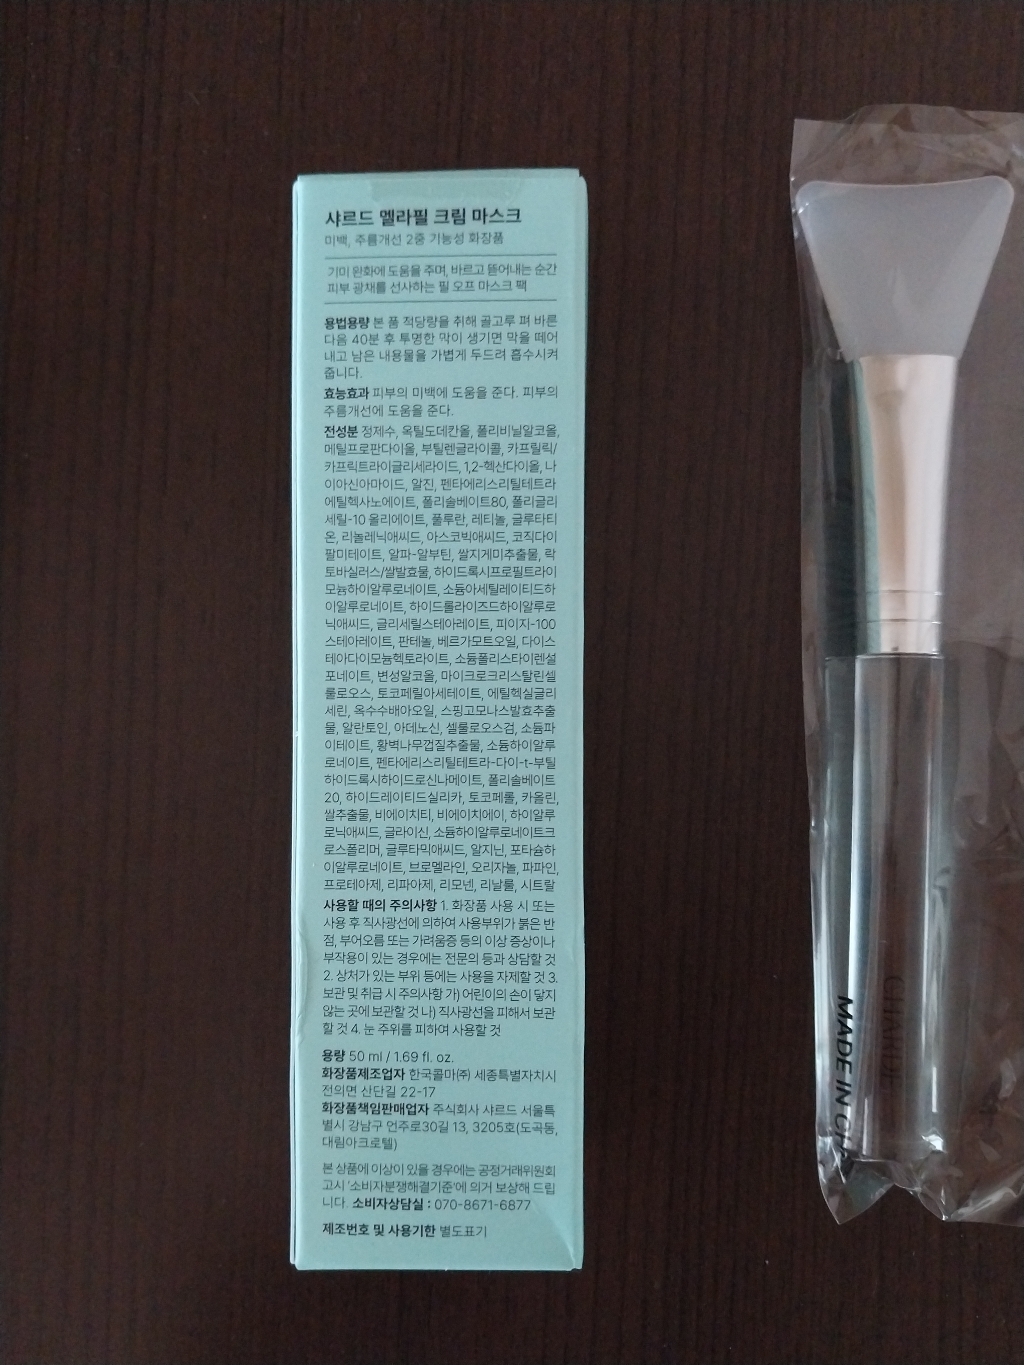 샤르드 엘라필 크림 마스크
미백, 주름개선 2중 기능성 화장품
기미 완화에 도움을 주며, 바르고 뜯어내는 순간
피부 광채를 선사하는 필 오프 마스크 팩
용법용량 본 품 적당량을 취해 골고루 펴 바른
다음 40분 후 투명한 막이 생기면 막을 떼어
내고 남은 내용물을 가볍게 두드려 흡수시켜
줍니다.
효능효과 피부의 미백에 도움을 준다. 피부의
주름개선에 도움을 준다.
전성분 정제수, 옥틸도데칸올, 폴리비닐알코올,
메틸프로판다이올, 부틸렌글라이콜, 카프릴릭/
카프릭트라이글리세라이드, 1,2-헥산다이올, 나
이아신아마이드, 알진, 펜타에리스리틸테트라
에틸헥사노에이트, 폴리솔베이트80, 폴리글리
세릴-10 올리에이트, 풀루란, 레티놀, 글루타티
온, 리놀레닉애씨드, 아스코빅애씨드, 코직다이
팔미테이트, 알파-알부틴, 쌀지게미추출물, 락
토바실러스/쌀발효물, 하이드록시프로필트라이
모늄하이알루로네이트, 소듐아세틸레이티드하
이알루로네이트, 하이드롤라이즈드하이알루로
닉애씨드, 글리세릴스테아레이트, 피이지-100
스테아레이트, 판테놀, 베르가모트오일, 다이스
테아다이모늄헥토라이트, 소듐폴리스타이렌설
포네이트, 변성알코올, 마이크로크리스탈린셀
룰로오스, 토코페릴아세테이트, 에틸헥실글리
세린, 옥수수배아오일, 스핑고모나스발효추출
물, 알란토인, 아데노신, 셀룰로오스검, 소듐파
이테이트, 황벽나무껍질추출물, 소듐하이알루
로네이트, 펜타에리스리틸테트라-다이-t-부틸
하이드록시하이드로신나메이트, 폴리솔베이트
20, 하이드레이티드실리카, 토코페롤, 카올린,
쌀추출물, 비에이치티, 비에이치에이, 하이알루
로닉애씨드, 글라이신, 소듐하이알루로네이트크
로스폴리머, 글루타믹애씨드, 알지닌, 포타슘하
이알루로네이트, 브로멜라인, 오리자놀, 파파인,
프로테아제, 리파아제, 리모넨, 리날룰, 시트랄
사용할 때의 주의사항 1. 화장품 사용 시 또는
사용 후 직사광선에 의하여 사용부위가 붉은 반
점, 부어오름 또는 가려움증 등의 이상 증상이나
부작용이 있는 경우에는 전문의 등과 상담할 것
2. 상처가 있는 부위 등에는 사용을 자제할 것 3.
보관 및 취급 시 주의사항 가) 어린이의 손이 닿지
않는 곳에 보관할 것 나) 직사광선을 피해서 보관
할 것 4. 눈 주위를 피하여 사용할 것
용량 50 ml / 1.69 fl. oz.
화장품제조업자 한국콜마㈜ 세종특별자치시
전의면 산단길 22-17
화장품책임판매업자 주식회사 샤르드 서울특
별시 강남구 언주로30길 13, 3205호(도곡동,
대림아크로텔)
본 상품에 이상이 있을 경우에는 공정거래위원회
고시 '소비자분쟁해결기준'에 의거 보상해 드립
니다. 소비자상담실 : 070-8671-6877
제조번호 및 사용기한 별도표기
CHARDE
MADE IN